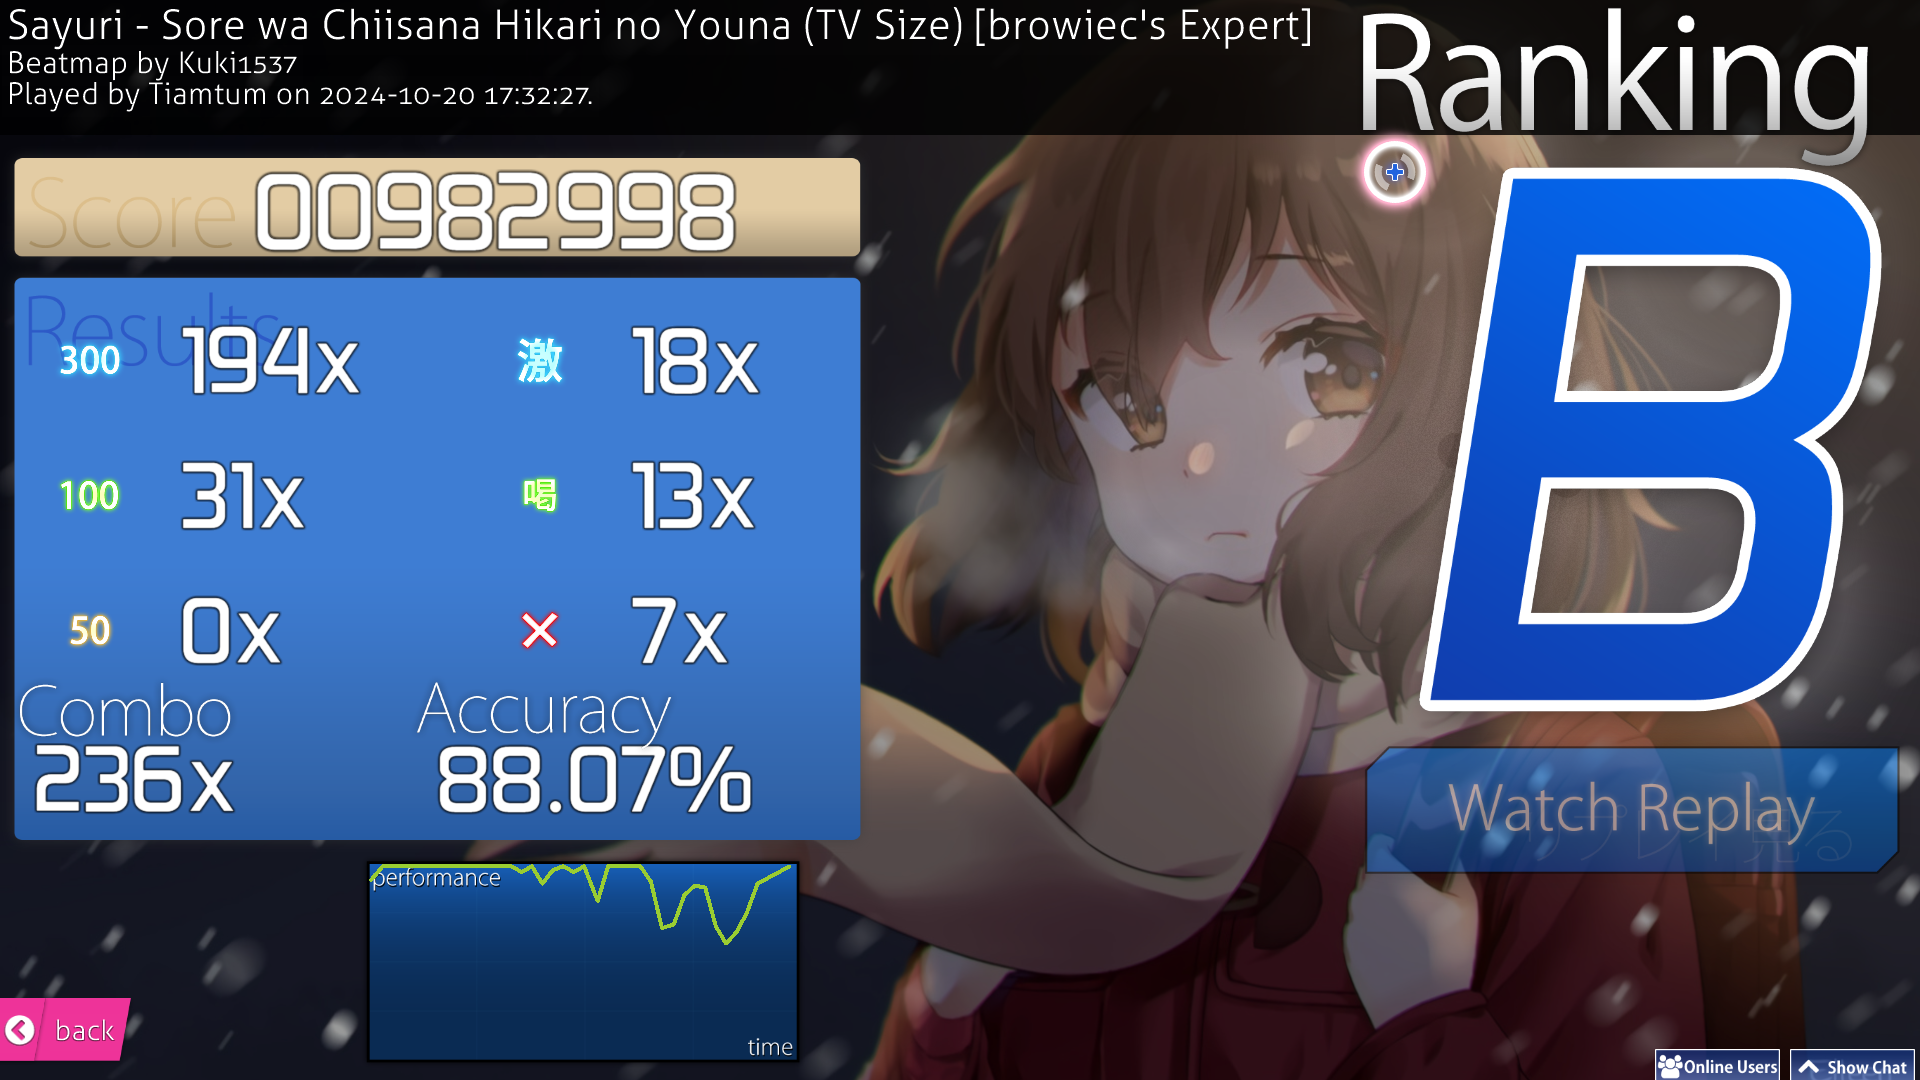 Sayuri - Sore wa Chiisana Hikari no Youna (TV Size) [browiec's Expert]
Beatmap by Kuki1537
Played by Tiamtum on 2024-10-20 17:32:27.
Ranking
Score 00982998
Results
300 194x 激 18x
100 31x 喝 13x
50 0x 7x
Combo Accuracy
236x 88.07%
B
Watch Replay
performance
time
back
Online Users
Show Chat